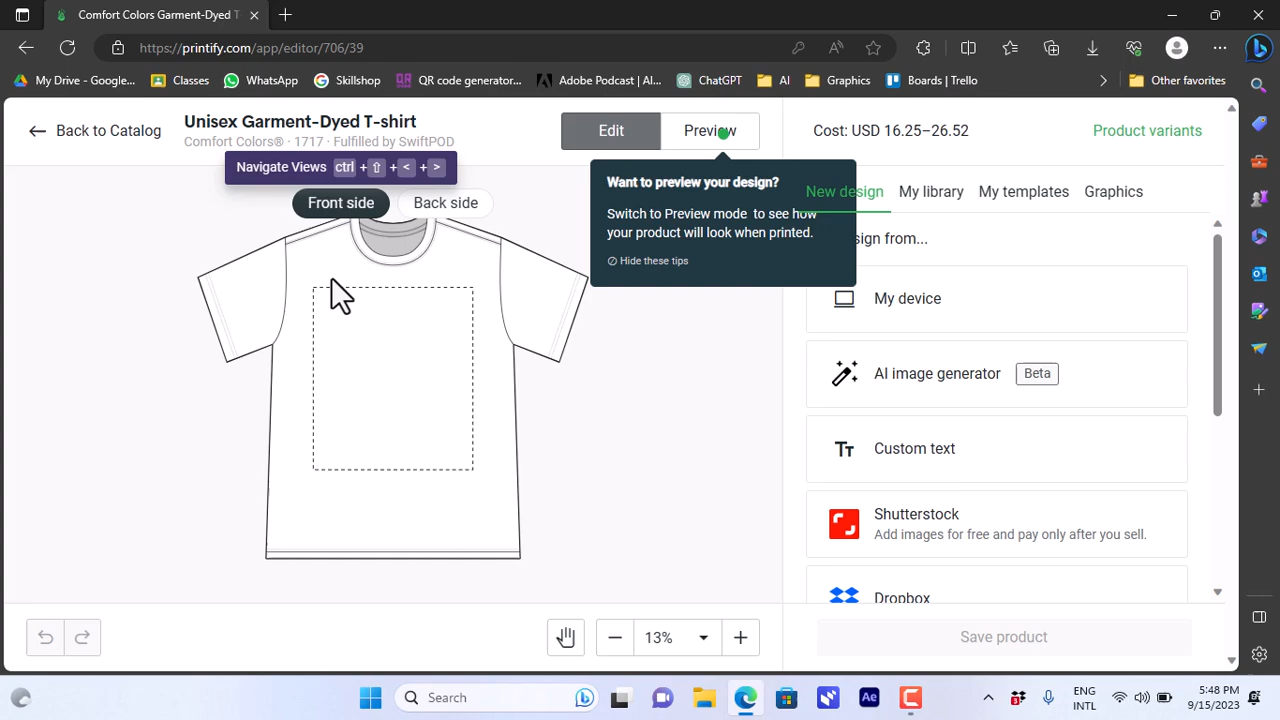 Comfort Colors Garment-Dyed T
https://printify.com/app/editor/706/39
My Drive - Google...
Classes
WhatsApp
Skillshop
QR code generator...
Adobe Podcast | AI...
ChatGPT
AI
Graphics
Boards | Trello
Other favorites
Back to Catalog
Unisex Garment-Dyed T-shirt
Comfort Colors® · 1717 · Fulfilled by SwiftPOD
Edit
Preview
Cost: USD 16.25–26.52
Product variants
Navigate Views ctrl + ⇧ + < + >
Front side
Back side
Want to preview your design?
Switch to Preview mode to see how
your product will look when printed.
Hide these tips
New design
My library
My templates
Graphics
sign from...
My device
AI image generator
Beta
Tт
Custom text
Shutterstock
Add images for free and pay only after you sell.
Dropbox
13%
Save product
Search
Ae
ENG
INTL
5:48 PM
9/15/2023